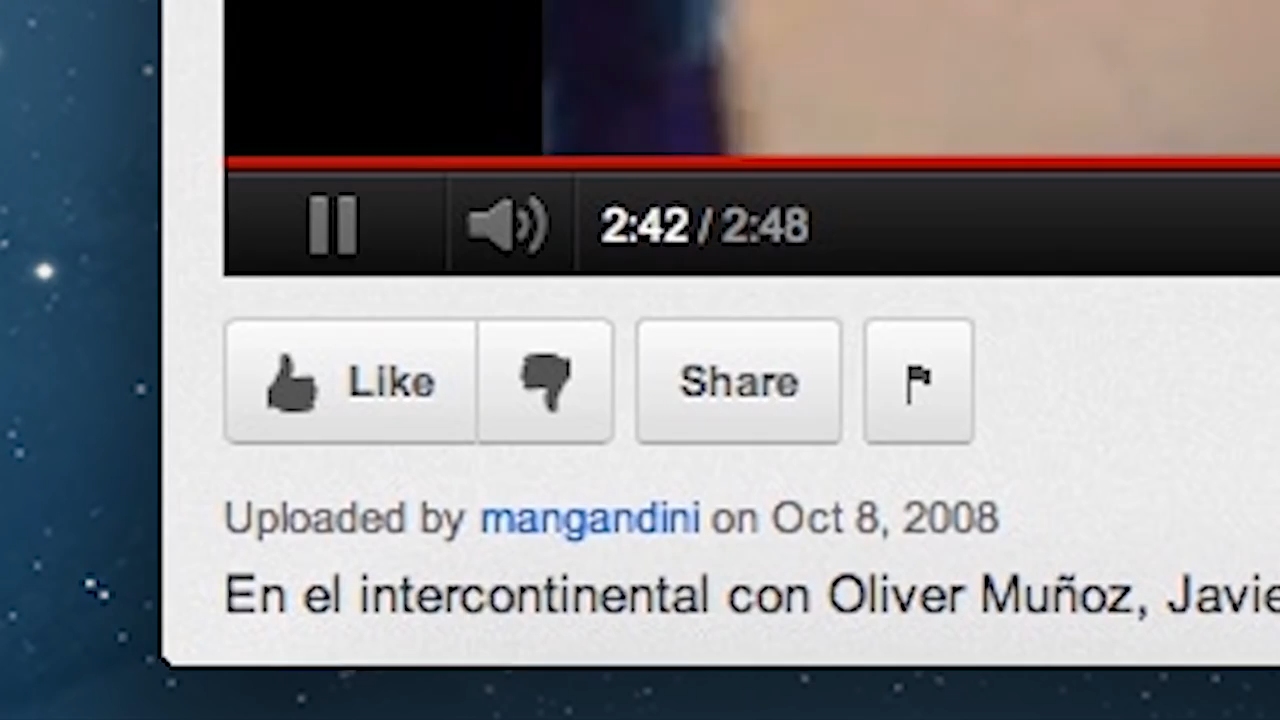 2:42 / 2:48
Like Share
Uploaded by mangandini on Oct 8, 2008
En el intercontinental con Oliver Muñoz, Javie